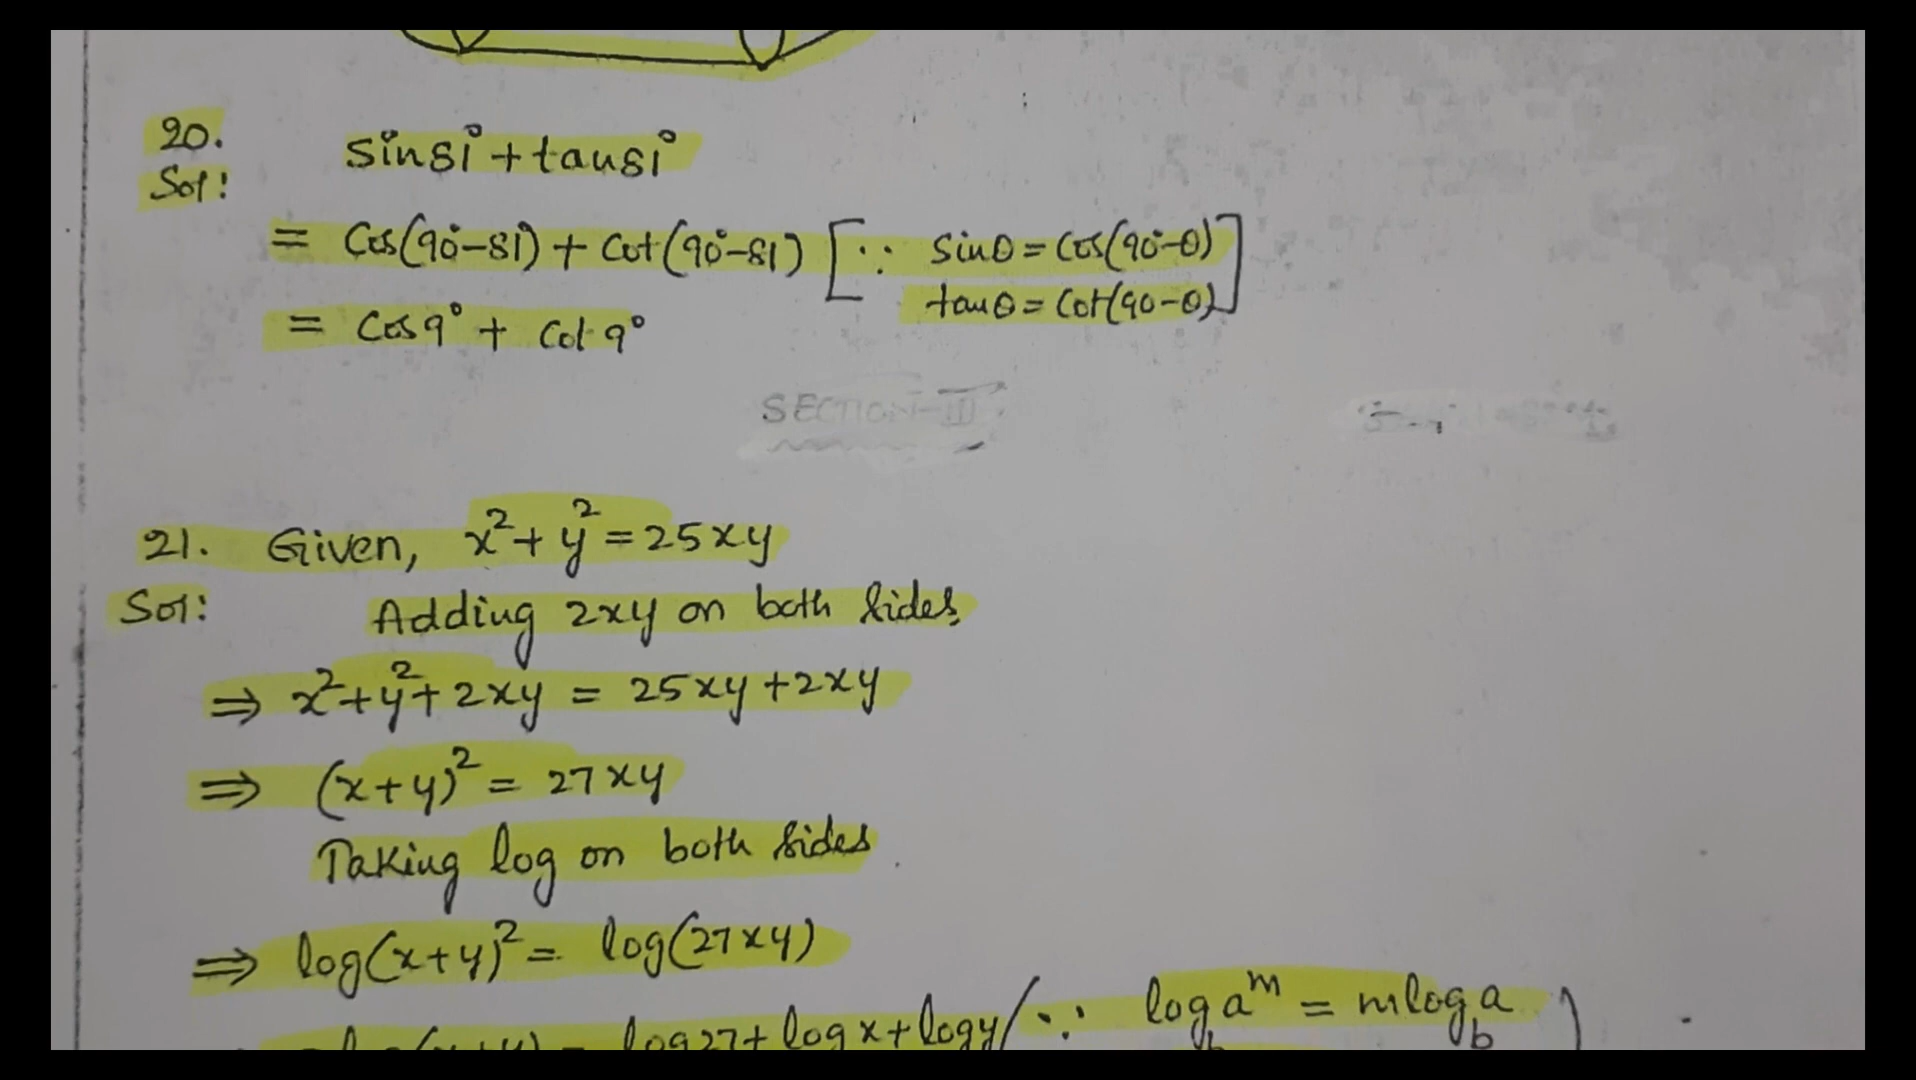 20. sin81° + tan81°
Sol:
= Cos(90°-81°) + Cot(90°-81) [∵ sinθ = Cos(90°-θ)
tanθ = Cot(90-θ)]
= Cos9° + Cot9°
SECTION-III
21. Given, x² + y² = 25xy
Sol: Adding 2xy on both sides,
⇒ x²+y²+2xy = 25xy+2xy
⇒ (x+y)² = 27xy
Taking log on both sides.
⇒ log(x+y)² = log(27xy)
log(x+y) = log27+logx+logy (∵ log_b a^m = m log_b a)